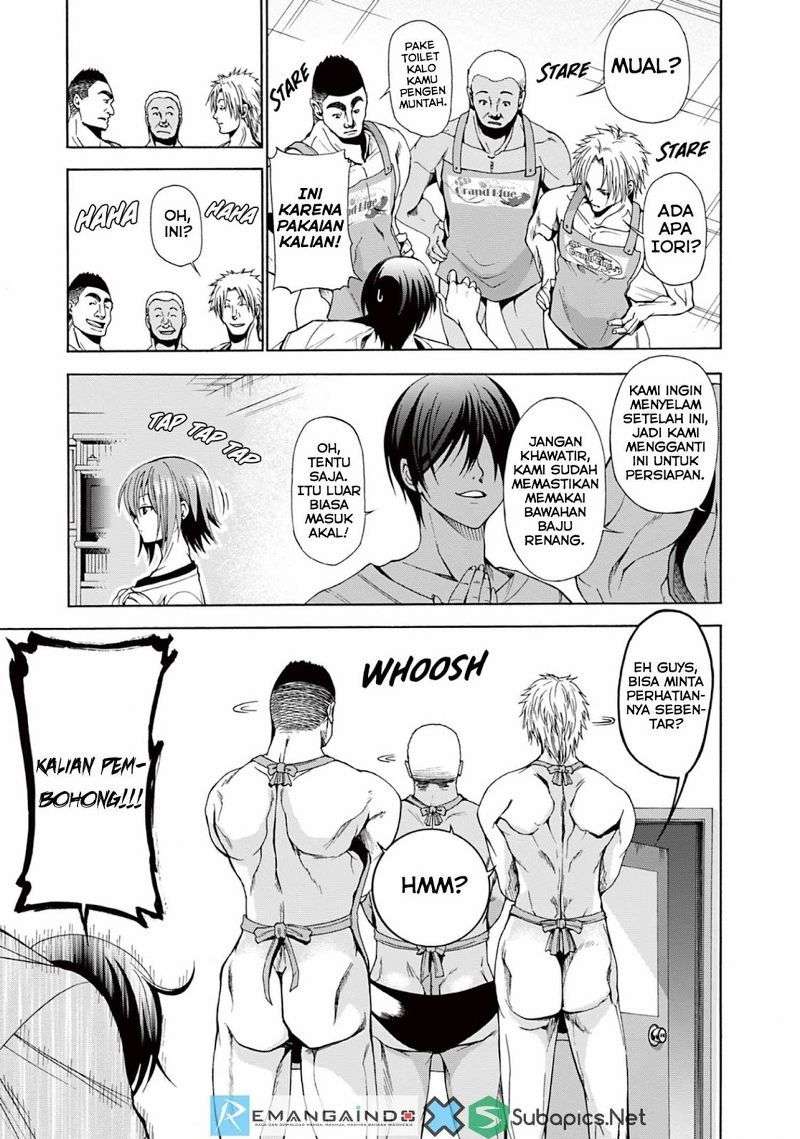 MUAL?
STARE
PAKE
TOILET
KALO
KAMU
PENGEN
MUNTAH.
STARE
STARE
ADA
APA
IORI?
INI
KARENA
PAKAIAN
KALIAN!
Grand Blue
HAHA
OH,
INI?
HAHA
KAMI INGIN
MENYELAM
SETELAH INI,
JADI KAMI
MENGGANTI
INI UNTUK
PERSIAPAN.
JANGAN
KHAWATIR,
KAMI SUDAH
MEMASTIKAN
MEMAKAI
BAWAHAN
BAJU
RENANG.
OH,
TENTU
SAJA.
ITU LUAR
BIASA
MASUK
AKAL!
TAP TAP TAP
EH GUYS,
BISA MINTA
PERHATIAN-
NYA SEBEN-
TAR?
WHOOSH
HMM?
KALIAN PEM-
BOHONG!!!
REMANGAINDO
Subapics.Net